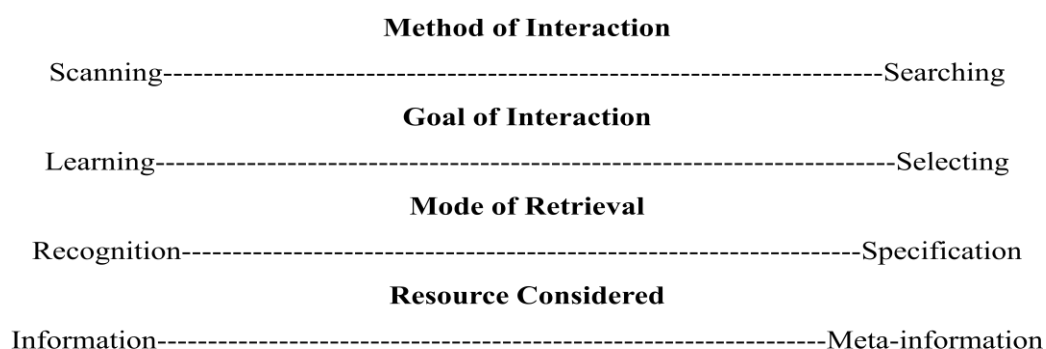 Method of Interaction
Scanning-----------------------------------------------------------------------Searching
Goal of Interaction
Learning-------------------------------------------------------------------------Selecting
Mode of Retrieval
Recognition-------------------------------------------------------------------Specification
Resource Considered
Information------------------------------------------------------------------Meta-information